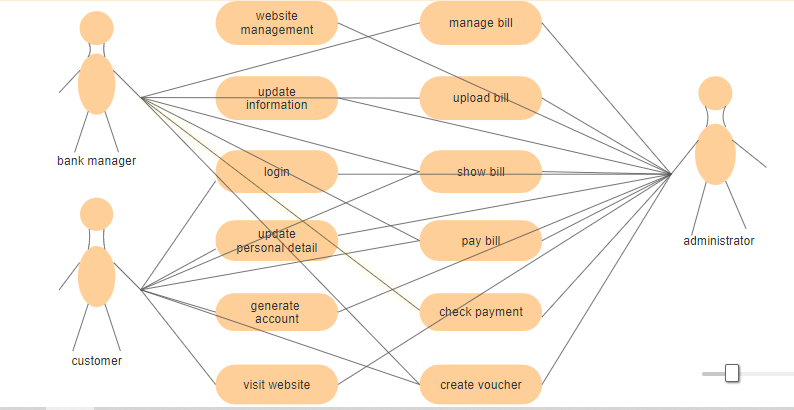 website
management
manage bill
update
information
upload bill
bank manager
login
show bill
update
personal detail
pay bill
administrator
generate
account
check payment
customer
visit website
create voucher